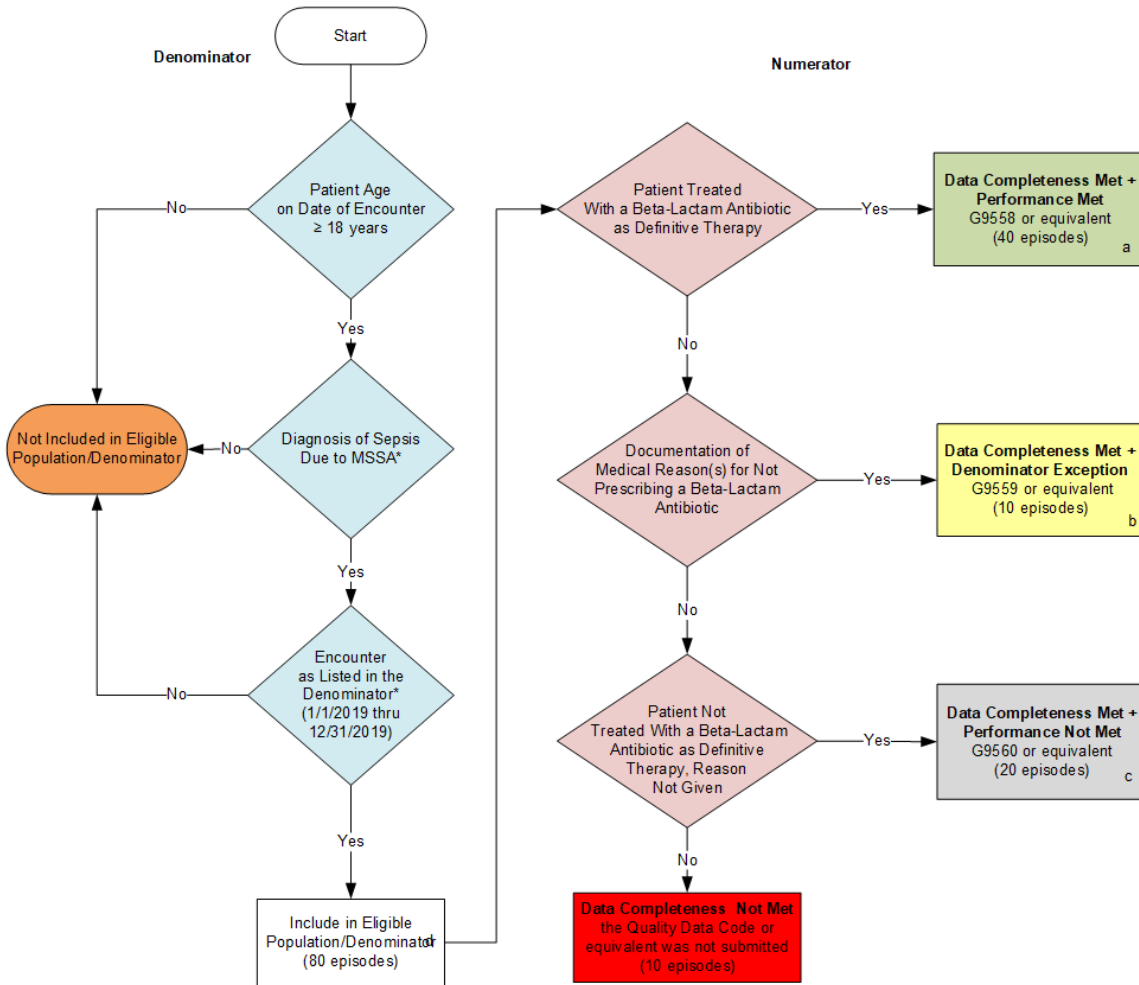 Start
Denominator
Numerator
Patient Age
on Date of Encounter
≥ 18 years
No
Yes
Diagnosis of Sepsis
Due to MSSA*
No
Not Included in Eligible
Population/Denominator
Yes
Encounter
as Listed in the
Denominator*
(1/1/2019 thru
12/31/2019)
No
Yes
Include in Eligible
Population/Denominator
(80 episodes)
d
Patient Treated
With a Beta-Lactam Antibiotic
as Definitive Therapy
Yes
Data Completeness Met +
Performance Met
G9558 or equivalent
(40 episodes)
a
No
Documentation of
Medical Reason(s) for Not
Prescribing a Beta-Lactam
Antibiotic
Yes
Data Completeness Met +
Denominator Exception
G9559 or equivalent
(10 episodes)
b
No
Patient Not
Treated With a Beta-Lactam
Antibiotic as Definitive
Therapy, Reason
Not Given
Yes
Data Completeness Met +
Performance Not Met
G9560 or equivalent
(20 episodes)
c
No
Data Completeness Not Met
the Quality Data Code or
equivalent was not submitted
(10 episodes)